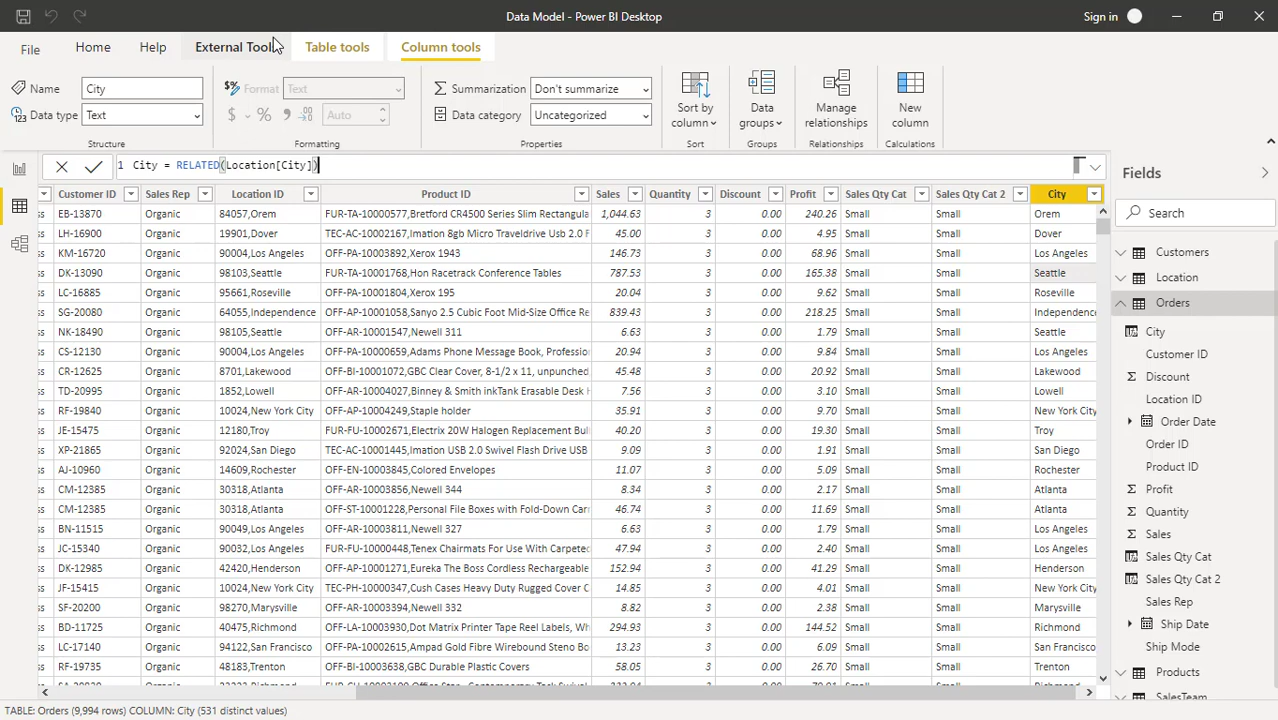 Data Model - Power BI Desktop
Sign in
File Home Help External Tools Table tools Column tools
Name City Format Text Summarization Don't summarize
Data type Text $ % 9 Auto Data category Uncategorized
Sort by column
Data groups
Manage relationships
New column
Structure Formatting Properties Sort Groups Relationships Calculations
1 City = RELATED(Location[City])
Customer ID Sales Rep Location ID Product ID Sales Quantity Discount Profit Sales Qty Cat Sales Qty Cat 2 City
EB-13870 Organic 84057,Orem FUR-TA-10000577,Bretford CR4500 Series Slim Rectangula 1,044.63 3 0.00 240.26 Small Small Orem
LH-16900 Organic 19901,Dover TEC-AC-10002187,Imation 8gb Micro Traveldrive Usb 2.0 F 45.00 3 0.00 4.95 Small Small Dover
KM-16720 Organic 90004,Los Angeles OFF-PA-10003892,Xerox 1943 146.73 3 0.00 68.96 Small Small Los Angeles
DK-13090 Organic 98103,Seattle FUR-TA-10001768,Hon Racetrack Conference Tables 787.53 3 0.00 165.38 Small Small Seattle
LC-16885 Organic 95661,Roseville OFF-PA-10001804,Xerox 195 20.04 3 0.00 9.62 Small Small Roseville
SG-20080 Organic 64055,Independence OFF-AP-10001058,Sanyo 2.5 Cubic Foot Mid-Size Office Re 839.43 3 0.00 218.25 Small Small Independence
NK-18490 Organic 98105,Seattle OFF-AR-10001547,Newell 311 6.63 3 0.00 1.79 Small Small Seattle
CS-12130 Organic 90004,Los Angeles OFF-PA-10000659,Adams Phone Message Book, Profession 20.94 3 0.00 9.84 Small Small Los Angeles
CR-12625 Organic 8701,Lakewood OFF-BI-10001072,GBC Clear Cover, 8-1/2 x 11, unpunched, 45.48 3 0.00 20.92 Small Small Lakewood
TD-20995 Organic 1852,Lowell OFF-AR-10004042,Binney & Smith inkTank Erasable Desk H 7.56 3 0.00 3.10 Small Small Lowell
RF-19840 Organic 10024,New York City OFF-AP-10004249,Staple holder 35.91 3 0.00 9.70 Small Small New York City
JE-15475 Organic 12180,Troy FUR-FU-10002671,Electrix 20W Halogen Replacement Bul 40.20 3 0.00 19.30 Small Small Troy
XP-21865 Organic 92024,San Diego TEC-AC-10001445,Imation USB 2.0 Swivel Flash Drive USB 9.09 3 0.00 1.91 Small Small San Diego
AJ-10960 Organic 14609,Rochester OFF-EN-10003845,Colored Envelopes 11.07 3 0.00 5.09 Small Small Rochester
CM-12385 Organic 30318,Atlanta OFF-AR-10003856,Newell 344 8.34 3 0.00 2.17 Small Small Atlanta
CM-12385 Organic 30318,Atlanta OFF-ST-10001228,Personal File Boxes with Fold-Down Car 46.74 3 0.00 11.69 Small Small Atlanta
BN-11515 Organic 90049,Los Angeles OFF-AR-10003811,Newell 327 6.63 3 0.00 1.79 Small Small Los Angeles
JC-15340 Organic 90032,Los Angeles FUR-FU-10000448,Tenex Chairmats For Use With Carpete 47.94 3 0.00 2.40 Small Small Los Angeles
DK-12985 Organic 42420,Henderson OFF-AP-10001271,Eureka The Boss Cordless Rechargeable 152.94 3 0.00 41.29 Small Small Henderson
JF-15415 Organic 10024,New York City TEC-PH-10000347,Cush Cases Heavy Duty Rugged Cover C 14.85 3 0.00 4.01 Small Small New York City
SF-20200 Organic 98270,Marysville OFF-AR-10003394,Newell 332 8.82 3 0.00 2.38 Small Small Marysville
BD-11725 Organic 40475,Richmond OFF-LA-10003930,Dot Matrix Printer Tape Reel Labels, Wh 294.93 3 0.00 144.52 Small Small Richmond
LC-17140 Organic 94122,San Francisco OFF-PA-10002615,Ampad Gold Fibre Wirebound Steno Bo 13.23 3 0.00 6.09 Small Small San Francisco
RF-19735 Organic 48183,Trenton OFF-BI-10003638,GBC Durable Plastic Covers 58.05 3 0.00 26.70 Small Small Trenton
Fields
Search
Customers
Location
Orders
City
Customer ID
Discount
Location ID
Order Date
Order ID
Product ID
Profit
Quantity
Sales
Sales Qty Cat
Sales Qty Cat 2
Sales Rep
Ship Date
Ship Mode
Products
SalesTeam
TABLE: Orders (9,994 rows) COLUMN: City (531 distinct values)